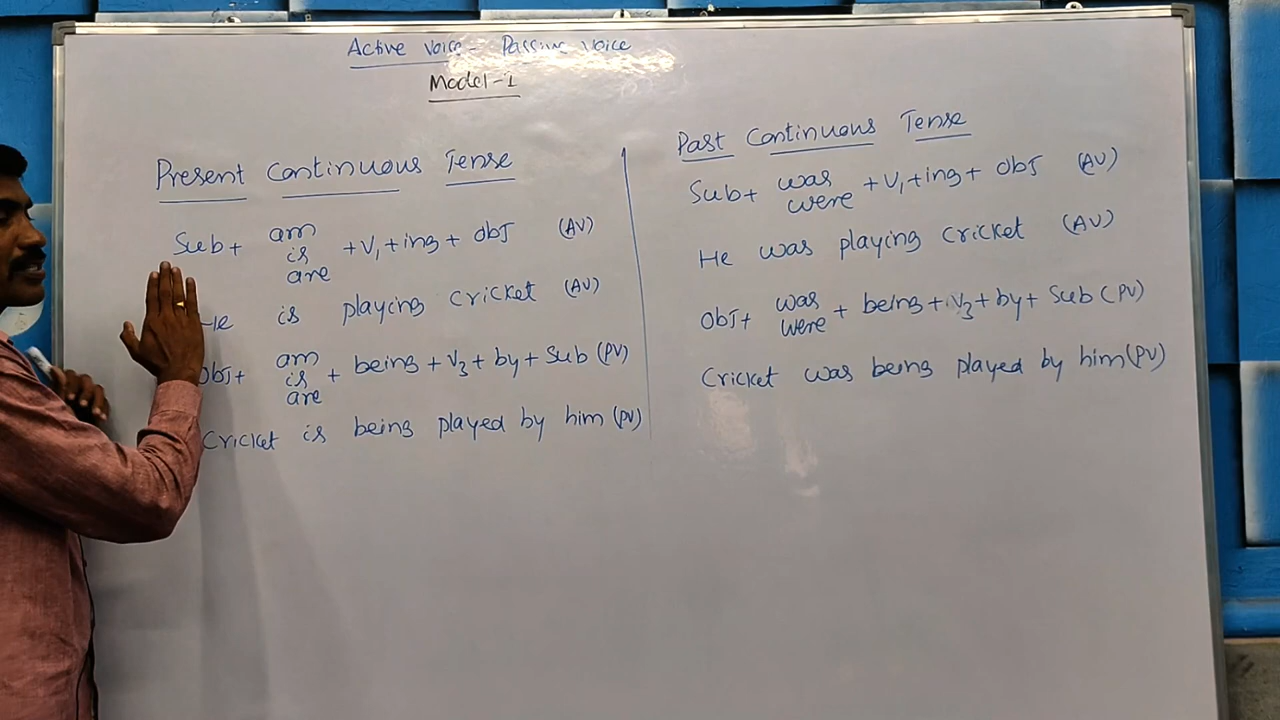 Active Voice - Passive Voice
Model-1
Present Continuous Tense
Sub + am is are + V1 + ing + obj (AV)
He is playing cricket (AV)
Obj + am is are + being + V3 + by + Sub (PV)
Cricket is being played by him (PV)
Past Continuous Tense
Sub + was were + V1 + ing + obj (AV)
He was playing cricket (AV)
Obj + was were + being + V3 + by + Sub (PV)
Cricket was being played by him (PV)